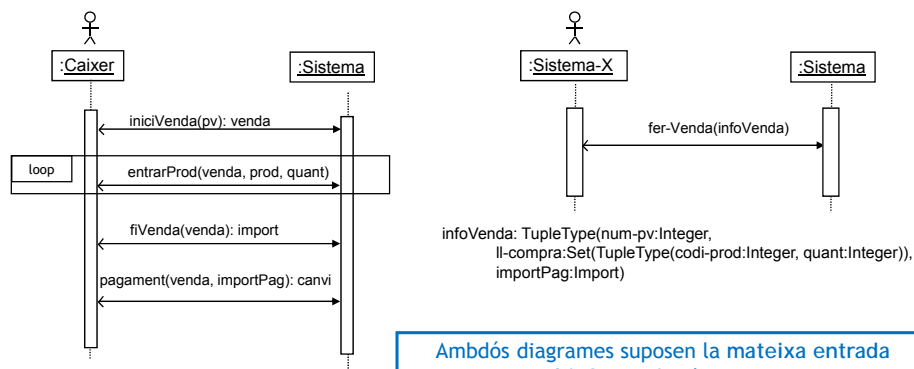 :Caixer
:Sistema
iniciVenda(pv): venda
loop
entrarProd(venda, prod, quant)
fiVenda(venda): import
pagament(venda, importPag): canvi
:Sistema-X
:Sistema
fer-Venda(infoVenda)
infoVenda: TupleType(num-pv:Integer,
ll-compra:Set(TupleType(codi-prod:Integer, quant:Integer)),
importPag:Import)
Ambdós diagrames suposen la mateixa entrada